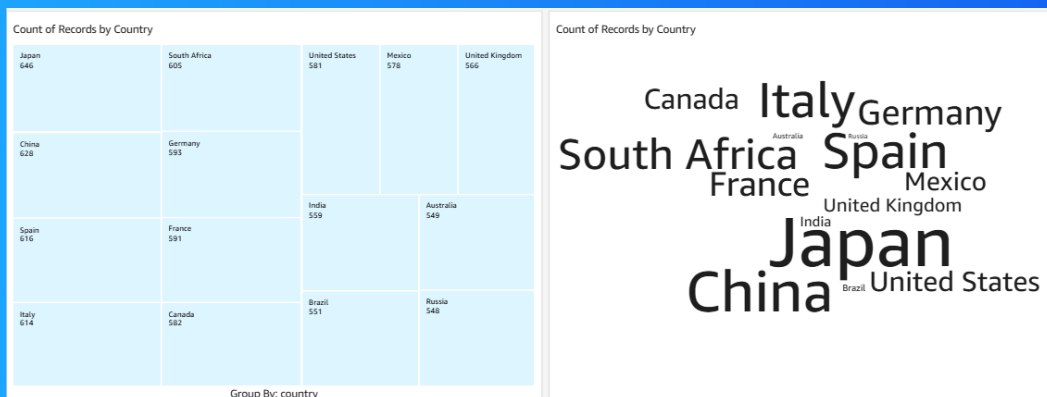 Count of Records by Country
Japan
646
South Africa
605
United States
581
Mexico
578
United Kingdom
566
China
628
Germany
593
India
559
Australia
549
Spain
616
France
591
Brazil
551
Russia
548
Italy
614
Canada
582
Group By: country
Count of Records by Country
Canada
Italy
Germany
Australia
Russia
South Africa
Spain
France
Mexico
United Kingdom
India
Japan
China
Brazil
United States